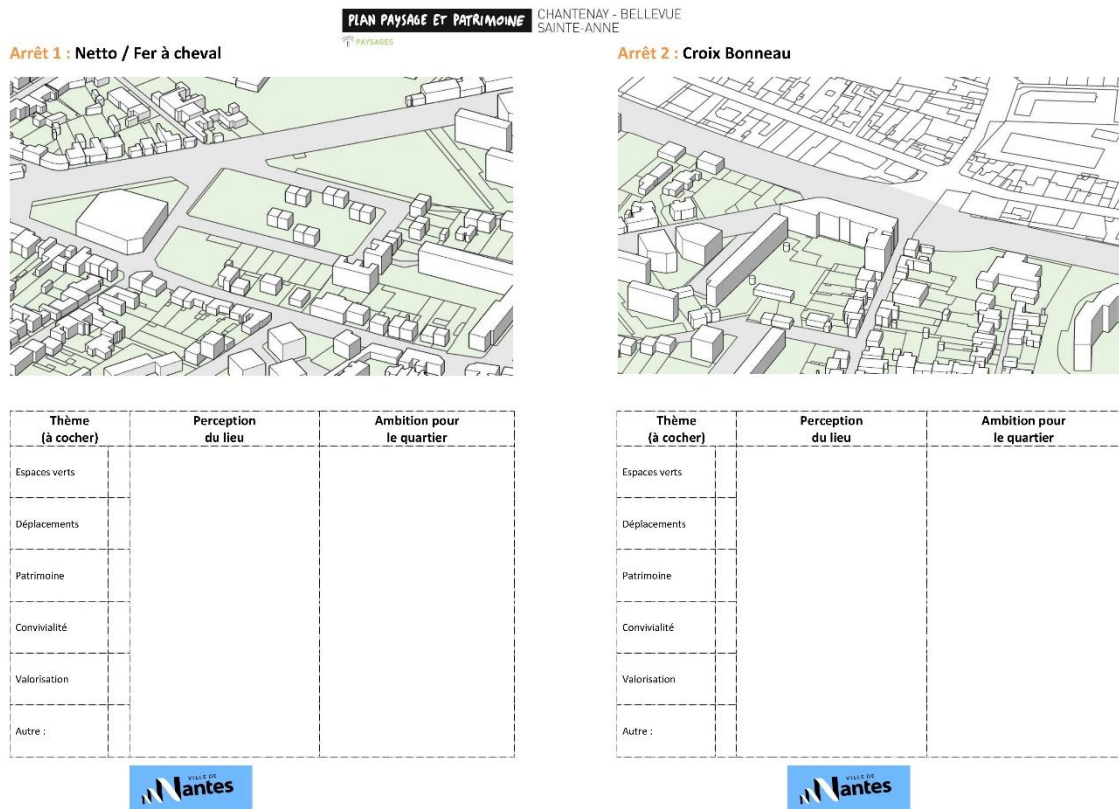 PLAN PAYSAGE ET PATRIMOINE
CHANTENAY - BELLEVUE
SAINTE-ANNE
PAYSAGES
Arrêt 1 : Netto / Fer à cheval
Thème
(à cocher)
Perception
du lieu
Ambition pour
le quartier
Espaces verts
Déplacements
Patrimoine
Convivialité
Valorisation
Autre :
VILLE DE
Nantes
Arrêt 2 : Croix Bonneau
Thème
(à cocher)
Perception
du lieu
Ambition pour
le quartier
Espaces verts
Déplacements
Patrimoine
Convivialité
Valorisation
Autre :
VILLE DE
Nantes